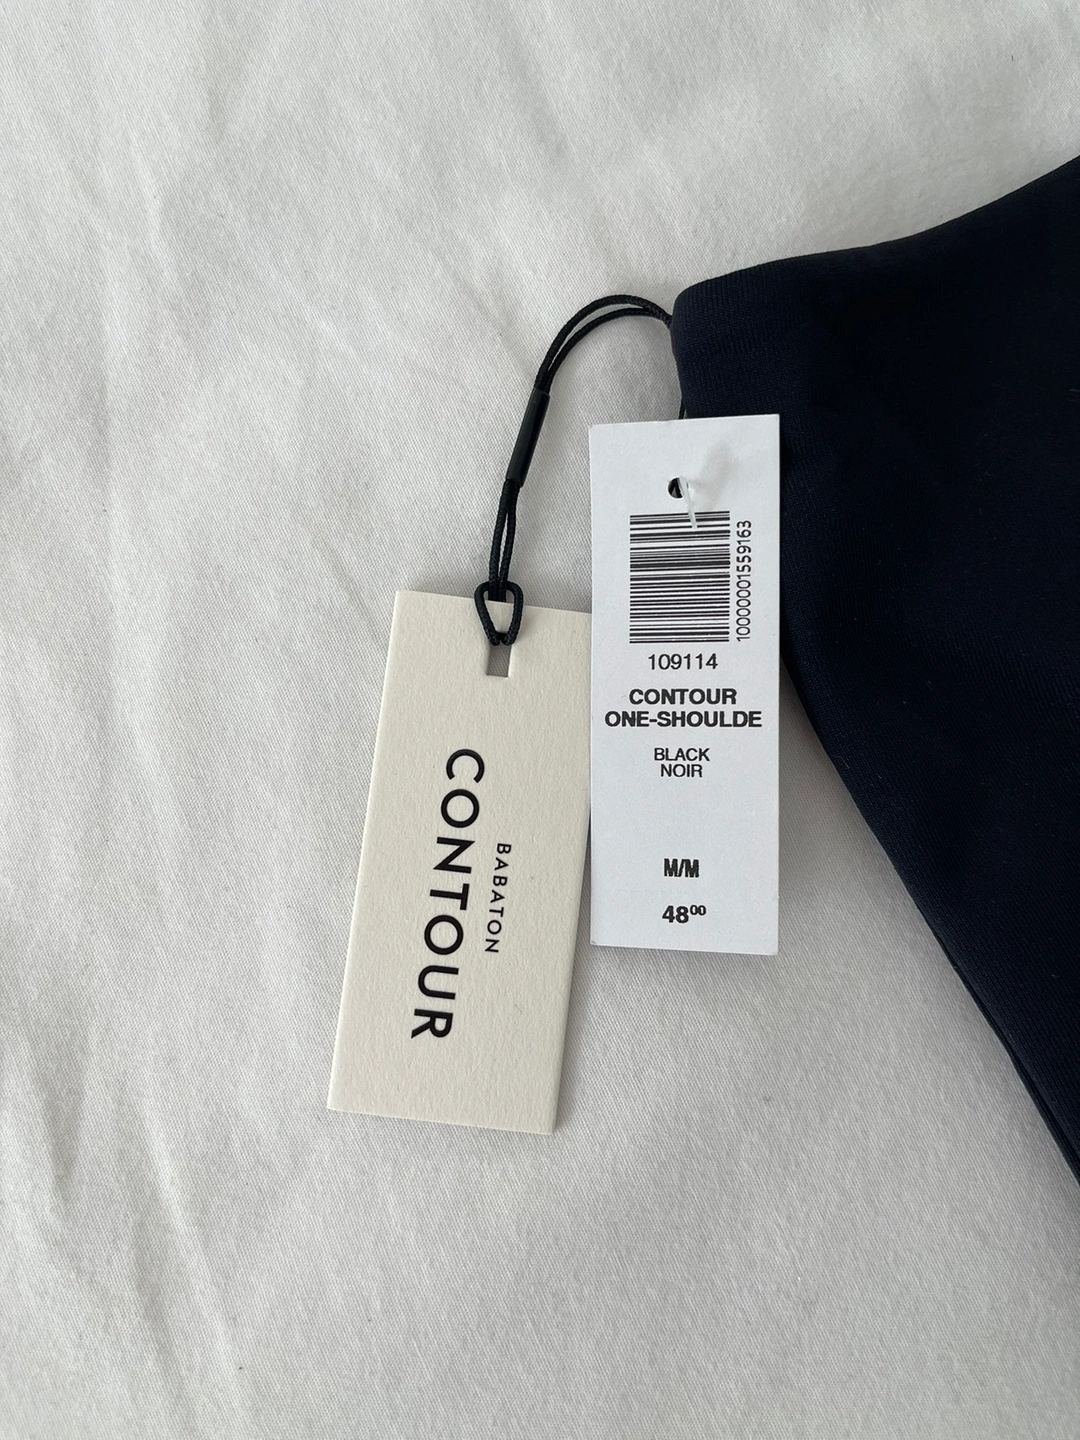 BABATON
CONTOUR
10000001559163
109114
CONTOUR
ONE-SHOULDE
BLACK
NOIR
M/M
48⁰⁰